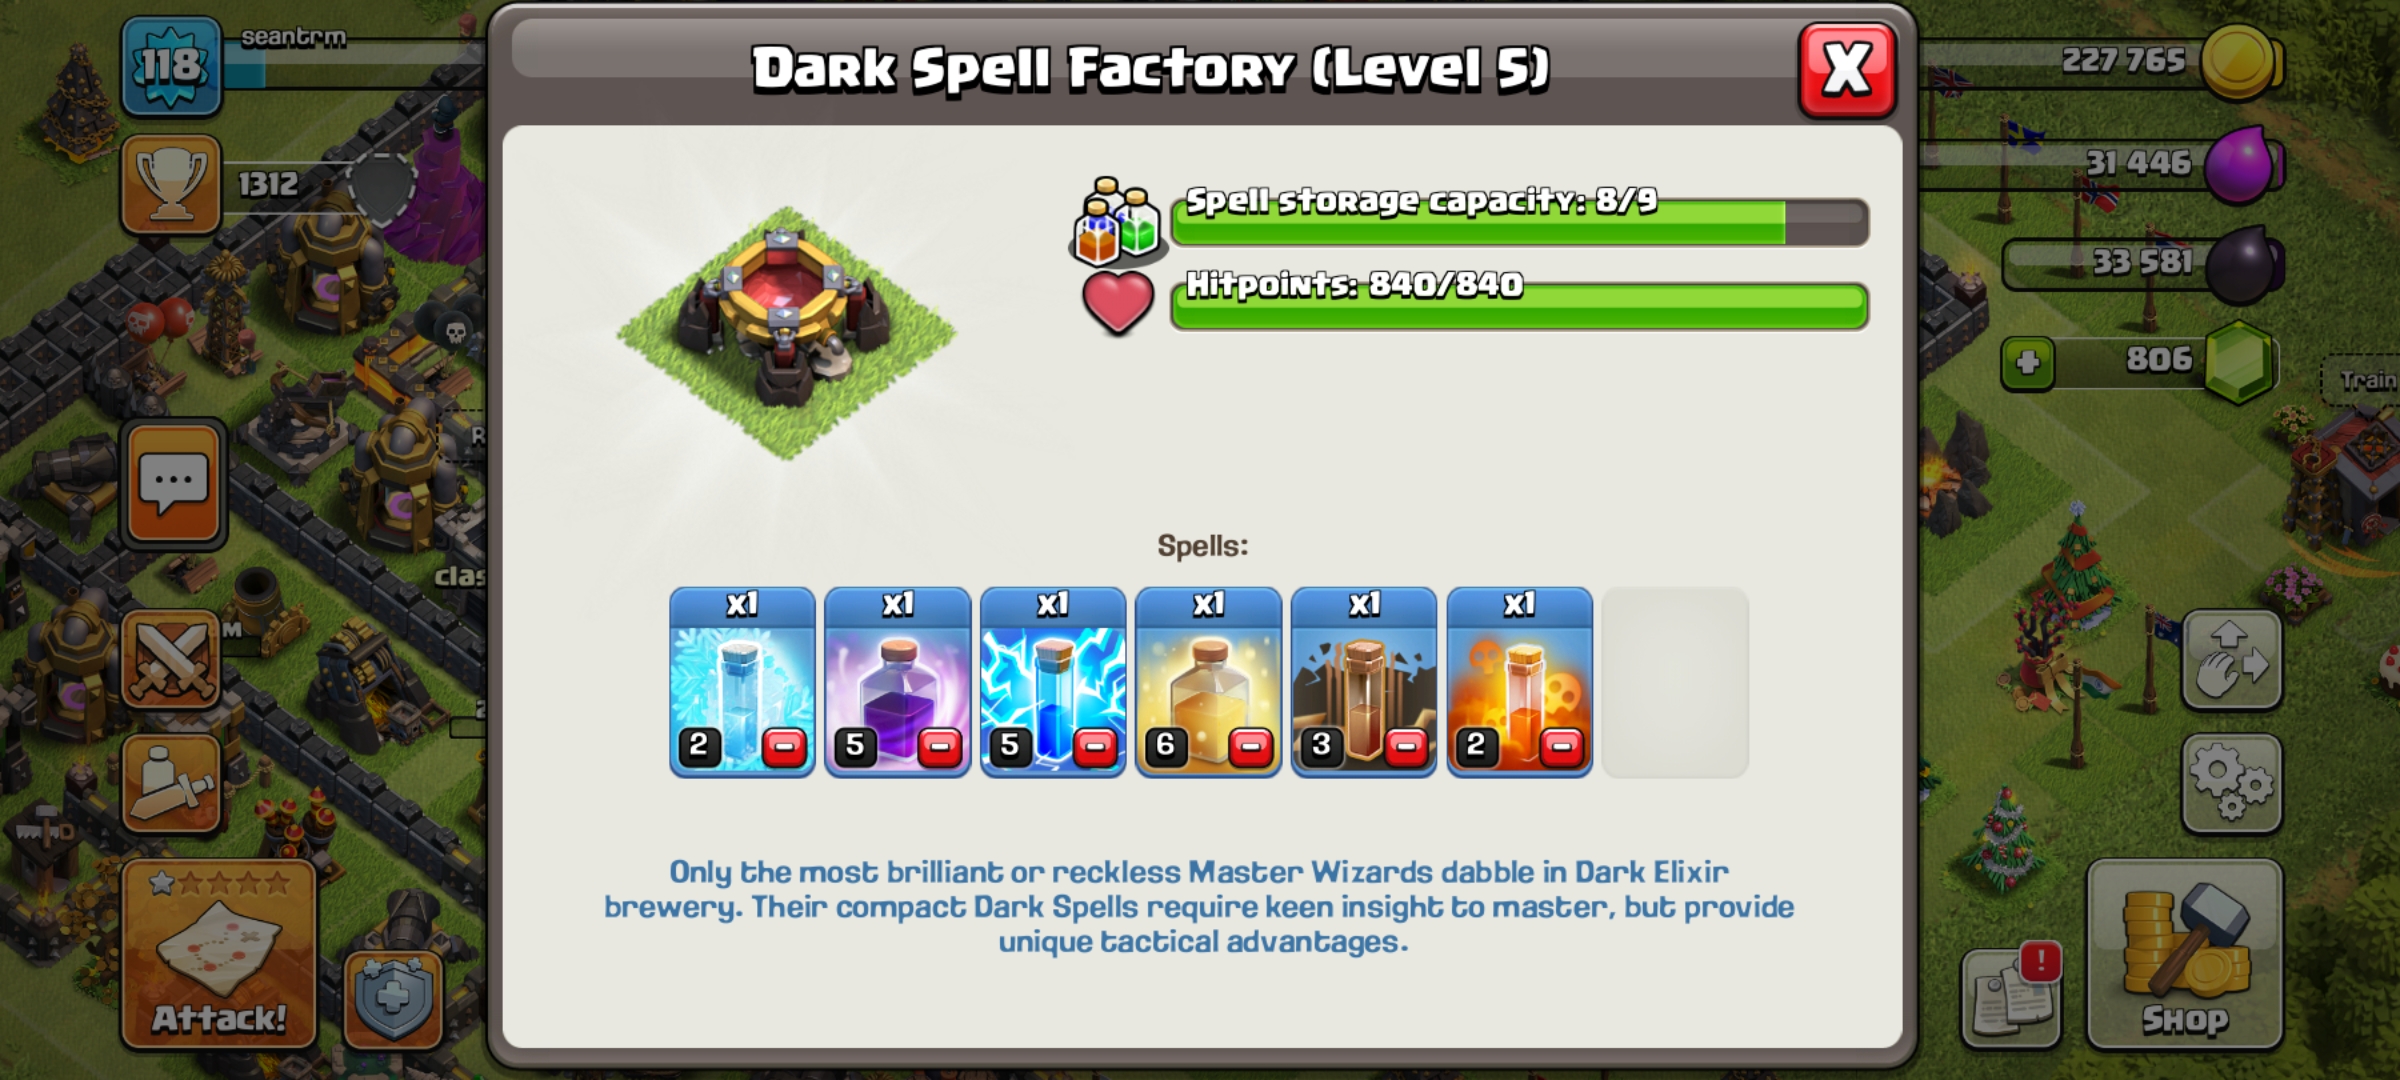 118
seantrm
1312
Dark Spell Factory (Level 5)
X
227 765
31 446
33 581
806
Train
Spell storage capacity: 8/9
Hitpoints: 840/840
R
clas
M
2
Spells:
x1
x1
x1
x1
x1
x1
2
5
5
6
3
2
Only the most brilliant or reckless Master Wizards dabble in Dark Elixir
brewery. Their compact Dark Spells require keen insight to master, but provide
unique tactical advantages.
Attack!
!
Shop